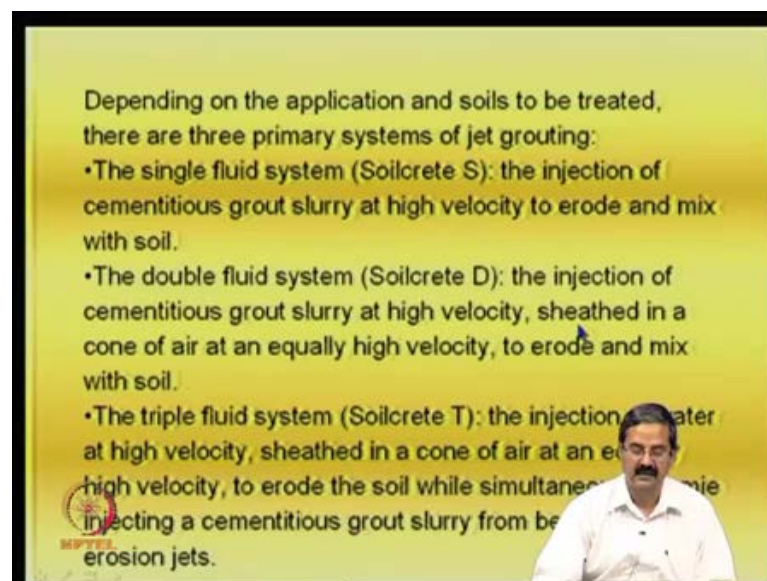 Depending on the application and soils to be treated,
there are three primary systems of jet grouting:
•The single fluid system (Soilcrete S): the injection of
cementitious grout slurry at high velocity to erode and mix
with soil.
•The double fluid system (Soilcrete D): the injection of
cementitious grout slurry at high velocity, sheathed in a
cone of air at an equally high velocity, to erode and mix
with soil.
•The triple fluid system (Soilcrete T): the injection
at high velocity, sheathed in a cone of air at an
high velocity, to erode the soil while
injecting a cementitious grout slurry from
erosion jets.
NPTEL